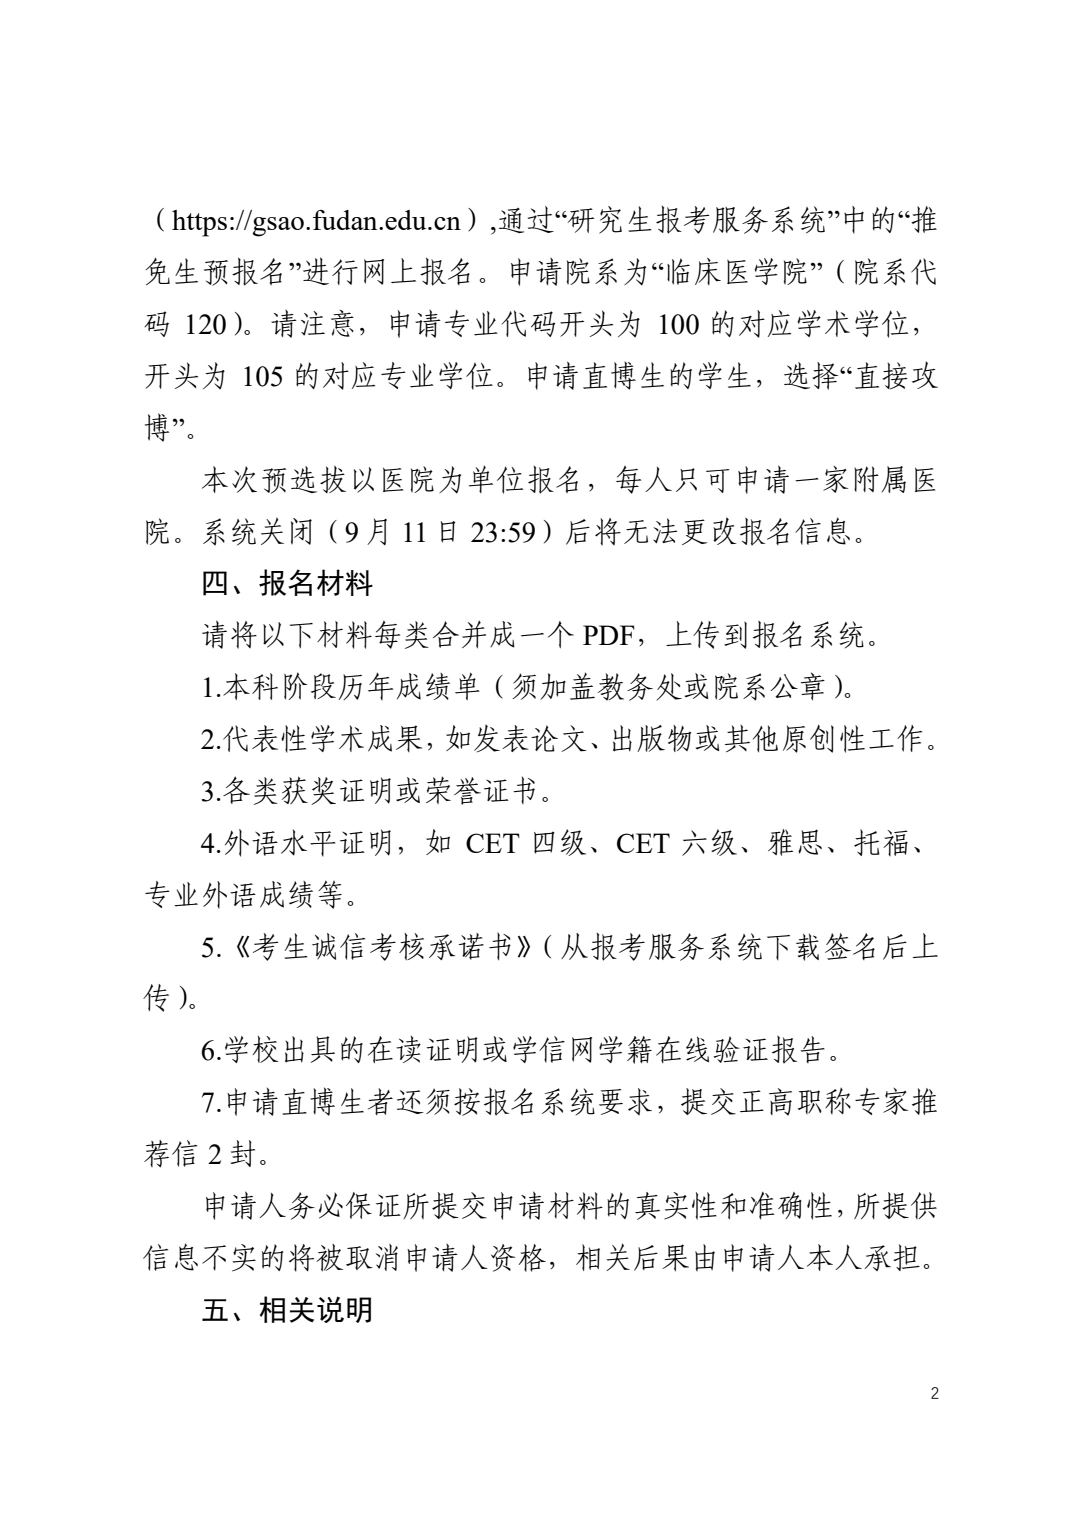 （https://gsao.fudan.edu.cn）,通过“研究生报考服务系统”中的“推
免生预报名”进行网上报名。申请院系为“临床医学院”（院系代
码 120）。请注意，申请专业代码开头为 100 的对应学术学位，
开头为 105 的对应专业学位。申请直博生的学生，选择“直接攻
博”。
本次预选拔以医院为单位报名，每人只可申请一家附属医
院。系统关闭（9 月 11 日 23:59）后将无法更改报名信息。
四、报名材料
请将以下材料每类合并成一个 PDF，上传到报名系统。
1.本科阶段历年成绩单（须加盖教务处或院系公章）。
2.代表性学术成果，如发表论文、出版物或其他原创性工作。
3.各类获奖证明或荣誉证书。
4.外语水平证明，如 CET 四级、CET 六级、雅思、托福、
专业外语成绩等。
5.《考生诚信考核承诺书》（从报考服务系统下载签名后上
传）。
6.学校出具的在读证明或学信网学籍在线验证报告。
7.申请直博生者还须按报名系统要求，提交正高职称专家推
荐信 2 封。
申请人务必保证所提交申请材料的真实性和准确性，所提供
信息不实的将被取消申请人资格，相关后果由申请人本人承担。
五、相关说明
2